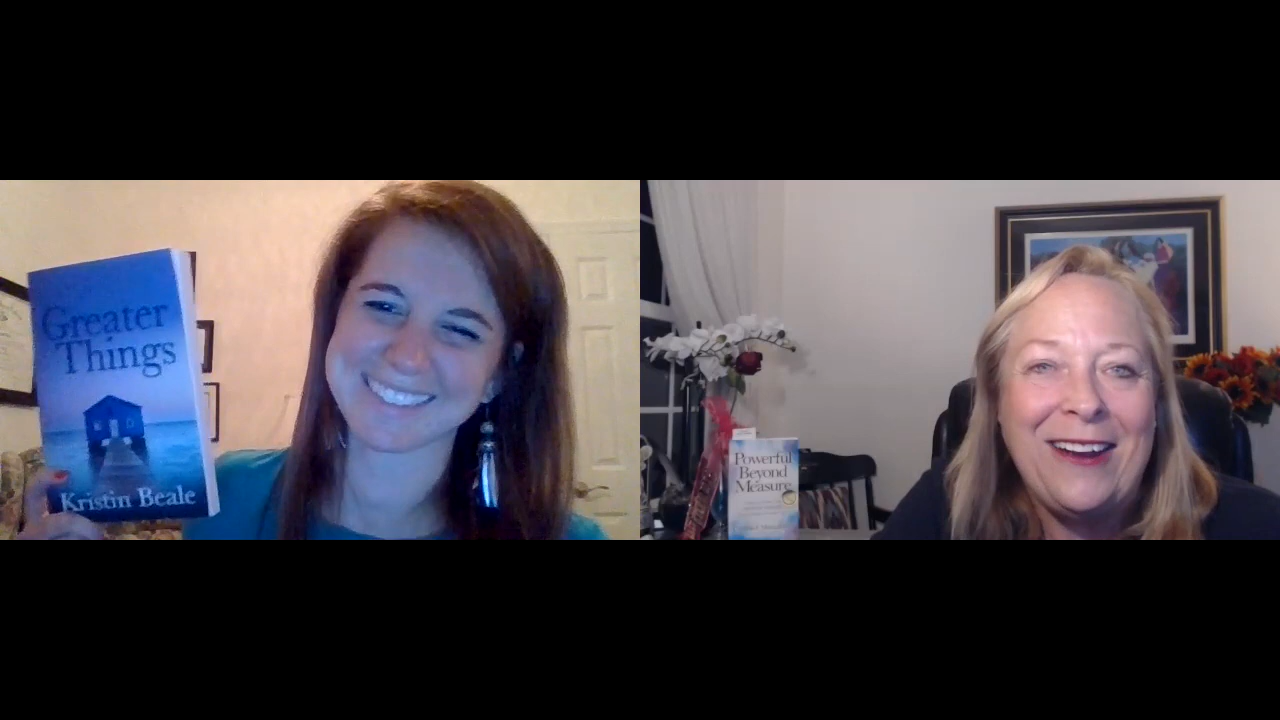 Greater
Things
Kristin Beale
Powerful
Beyond
Measure